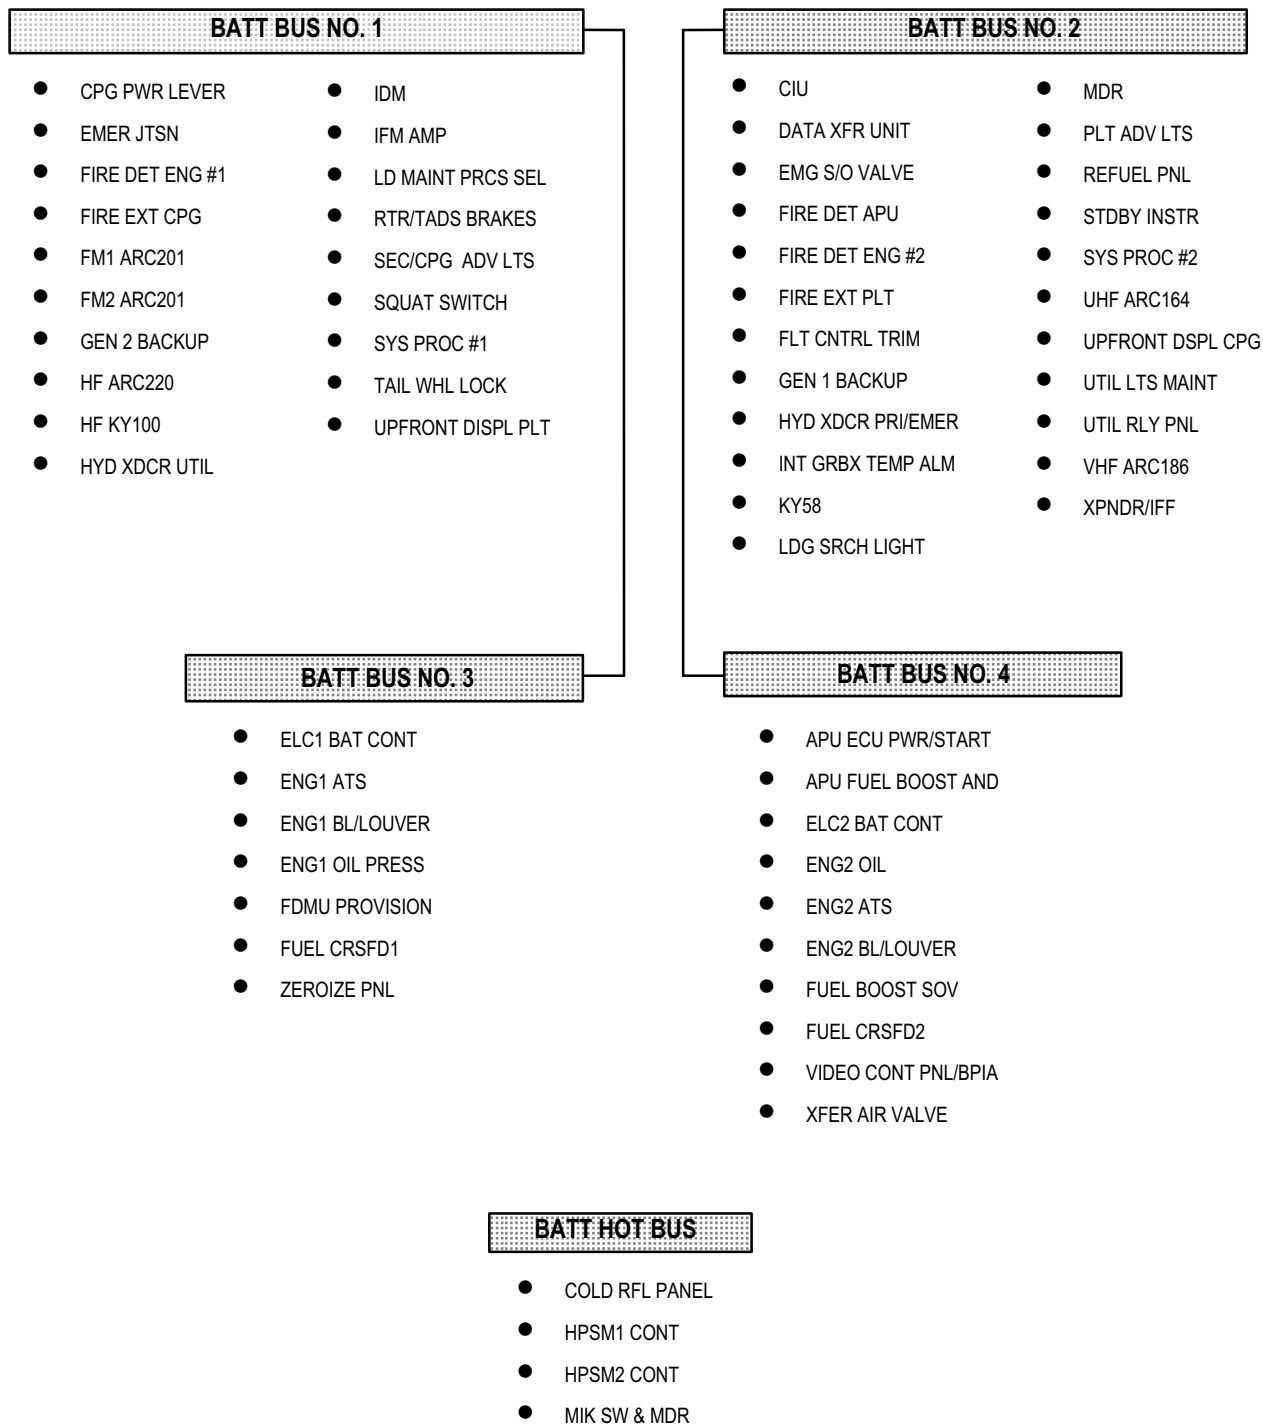 BATT BUS NO. 1
CPG PWR LEVER
EMER JTSN
FIRE DET ENG #1
FIRE EXT CPG
FM1 ARC201
FM2 ARC201
GEN 2 BACKUP
HF ARC220
HF KY100
HYD XDCR UTIL
IDM
IFM AMP
LD MAINT PRCS SEL
RTR/TADS BRAKES
SEC/CPG ADV LTS
SQUAT SWITCH
SYS PROC #1
TAIL WHL LOCK
UPFRONT DISPL PLT
BATT BUS NO. 2
CIU
DATA XFR UNIT
EMG S/O VALVE
FIRE DET APU
FIRE DET ENG #2
FIRE EXT PLT
FLT CNTRL TRIM
GEN 1 BACKUP
HYD XDCR PRI/EMER
INT GRBX TEMP ALM
KY58
LDG SRCH LIGHT
MDR
PLT ADV LTS
REFUEL PNL
STDBY INSTR
SYS PROC #2
UHF ARC164
UPFRONT DSPL CPG
UTIL LTS MAINT
UTIL RLY PNL
VHF ARC186
XPNDR/IFF
BATT BUS NO. 3
ELC1 BAT CONT
ENG1 ATS
ENG1 BL/LOUVER
ENG1 OIL PRESS
FDMU PROVISION
FUEL CRSFD1
ZEROIZE PNL
BATT BUS NO. 4
APU ECU PWR/START
APU FUEL BOOST AND
ELC2 BAT CONT
ENG2 OIL
ENG2 ATS
ENG2 BL/LOUVER
FUEL BOOST SOV
FUEL CRSFD2
VIDEO CONT PNL/BPIA
XFER AIR VALVE
BATT HOT BUS
COLD RFL PANEL
HPSM1 CONT
HPSM2 CONT
MIK SW & MDR